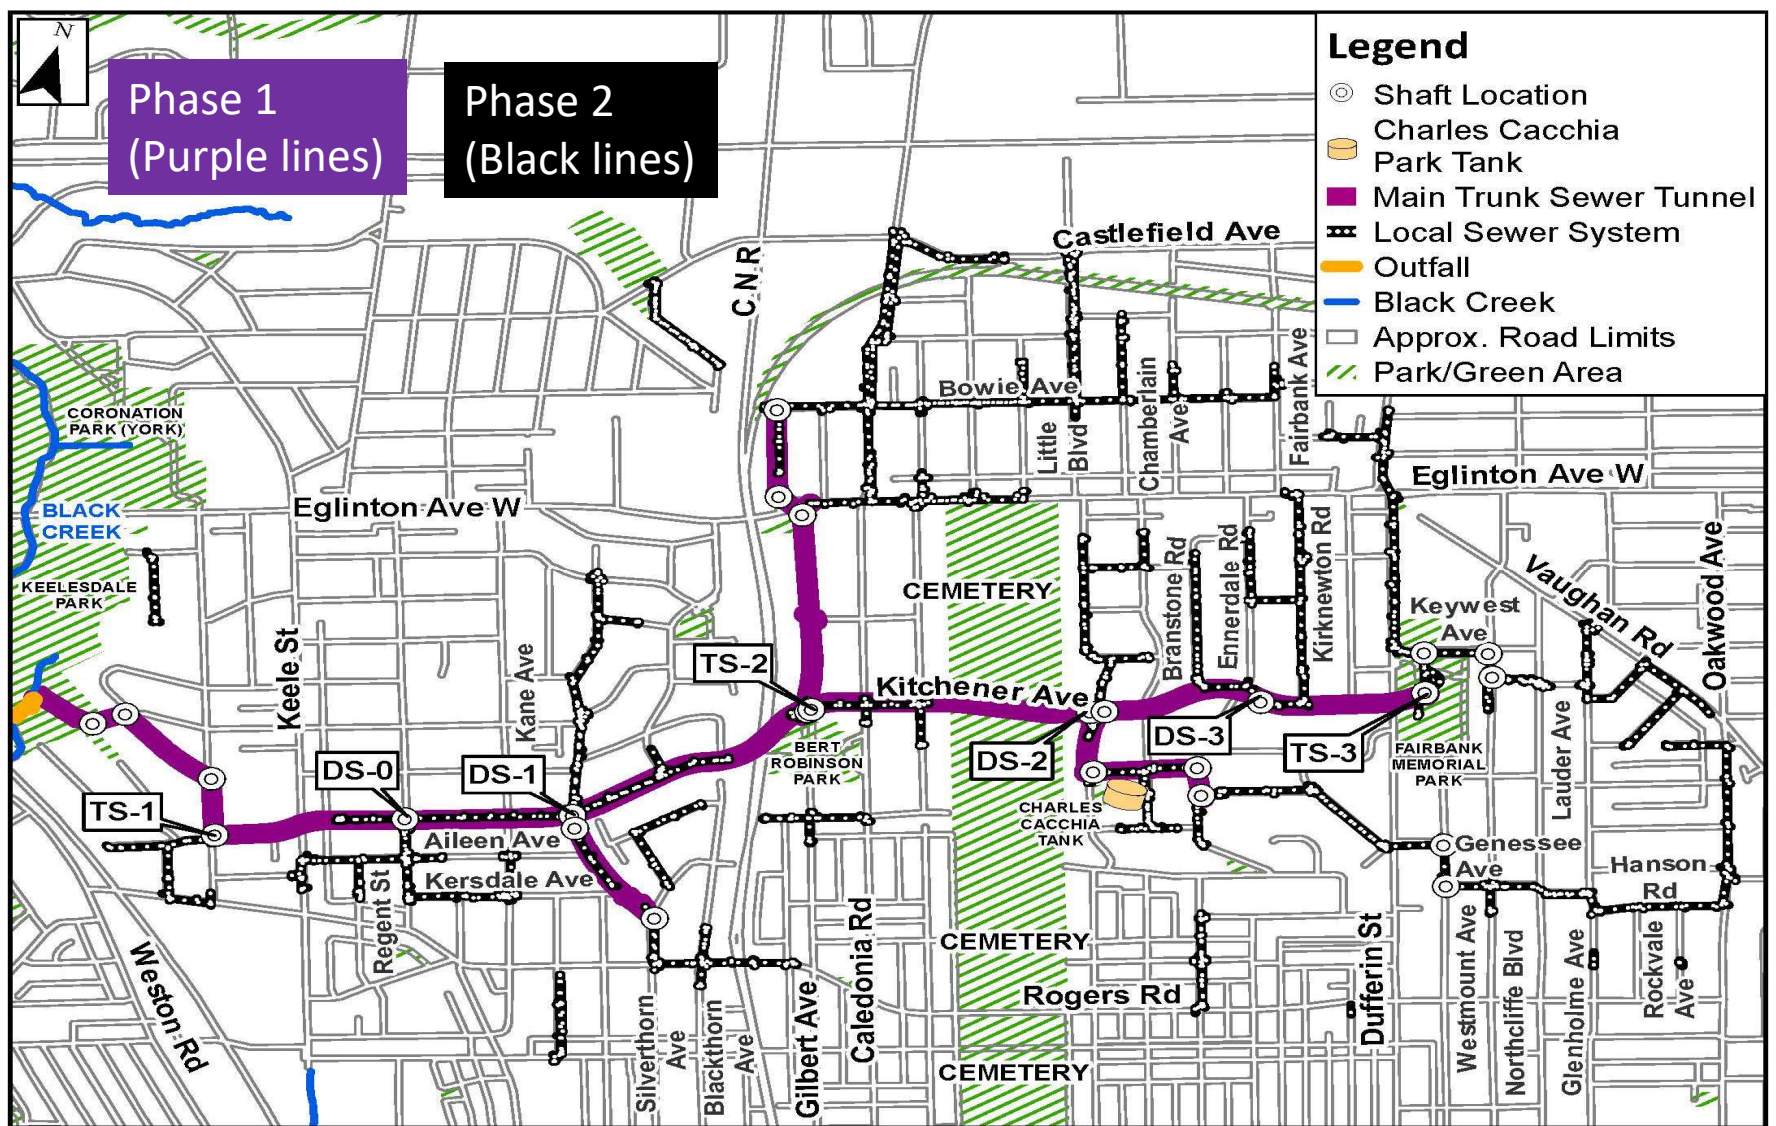 N
Phase 1
(Purple lines)
Phase 2
(Black lines)
Legend
Shaft Location
Charles Cacchia
Park Tank
Main Trunk Sewer Tunnel
Local Sewer System
Outfall
Black Creek
Approx. Road Limits
Park/Green Area
Castlefield Ave
C.N.R
Bowie Ave
Little
Blvd
Chamberlain
Ave
Fairbank Ave
CORONATION
PARK (YORK)
BLACK
CREEK
Eglinton Ave W
Eglinton Ave W
KEELESDALE
PARK
CEMETERY
Branstone Rd
Ennerdale Rd
Kirknewton Rd
Keywest
Ave
Vaughan Rd
Oakwood Ave
Keele St
Kane Ave
TS-2
Kitchener Ave
DS-2
DS-3
TS-3
BERT
ROBINSON
PARK
FAIRBANK
MEMORIAL
PARK
Lauder Ave
DS-0
DS-1
TS-1
CHARLES
CACCHIA
TANK
Aileen Ave
Kersdale Ave
Genessee
Ave
Hanson
Rd
Regent St
Weston Rd
CEMETERY
Caledonia Rd
Rogers Rd
Dufferin St
Westmount Ave
Northcliffe Blvd
Glenholme Ave
Rockvale
Ave
Silverthorn
Ave
Blackthorn
Ave
Gilbert Ave
CEMETERY